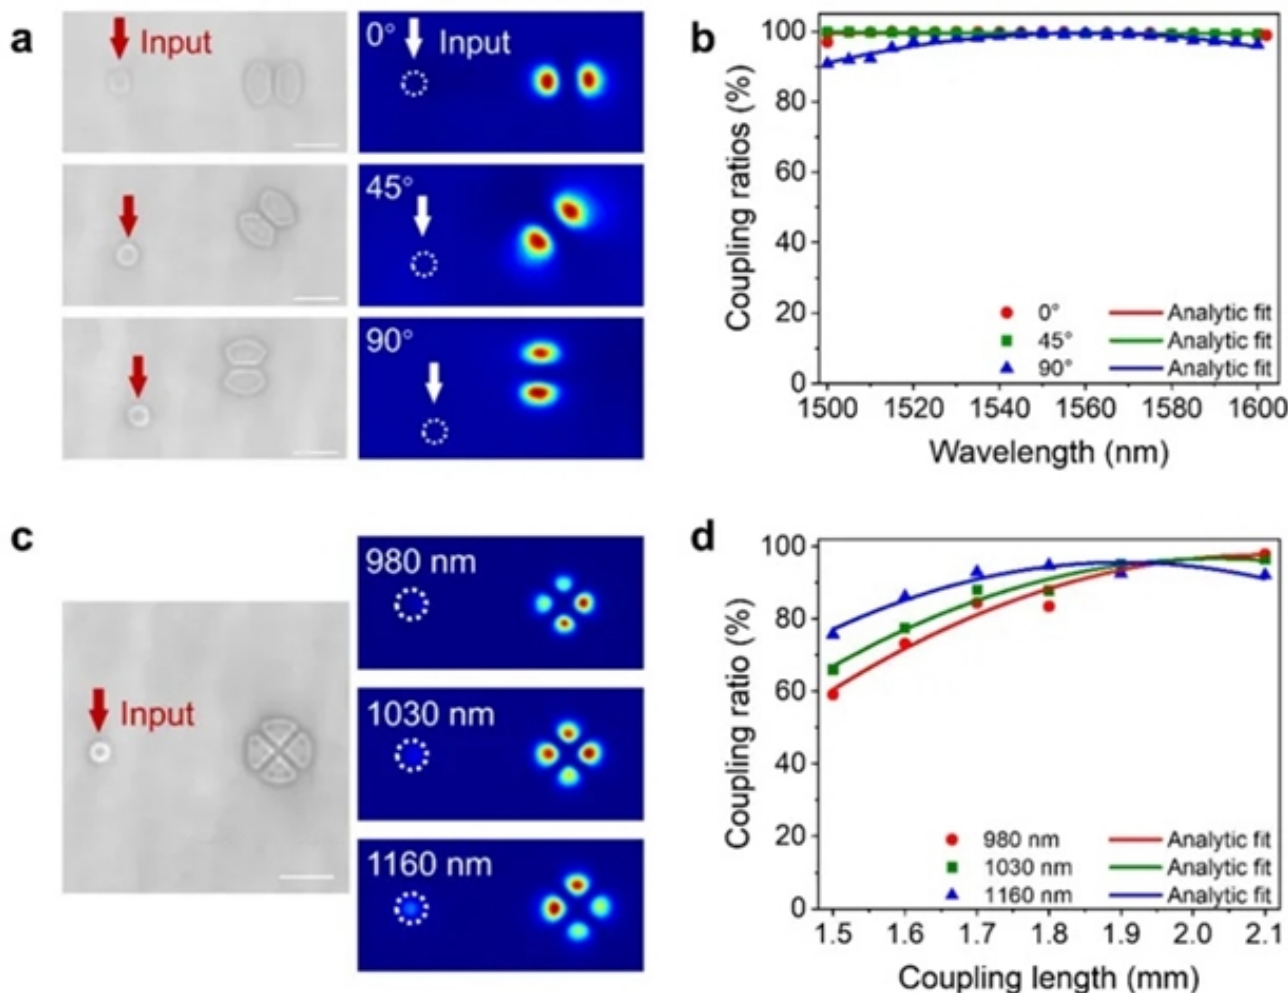 a
Input
0°
Input
45°
90°
b
Coupling ratios (%)
100
80
60
40
20
0
0° Analytic fit
45° Analytic fit
90° Analytic fit
1500 1520 1540 1560 1580 1600
Wavelength (nm)
c
Input
980 nm
1030 nm
1160 nm
d
Coupling ratio (%)
100
80
60
40
20
0
980 nm Analytic fit
1030 nm Analytic fit
1160 nm Analytic fit
1.5 1.6 1.7 1.8 1.9 2.0 2.1
Coupling length (mm)